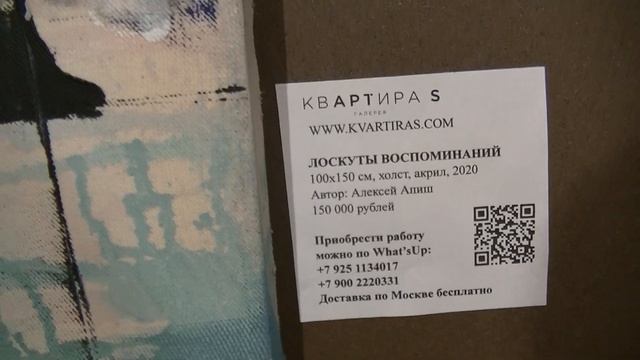 КВАРТИРА S
ГАЛЕРЕЯ
WWW.KVARTIRAS.COM
ЛОСКУТЫ ВОСПОМИНАНИЙ
100х150 см, холст, акрил, 2020
Автор: Алексей Апиш
150 000 рублей
Приобрести работу
можно по What'sUp:
+7 925 1134017
+7 900 2220331
Доставка по Москве бесплатно